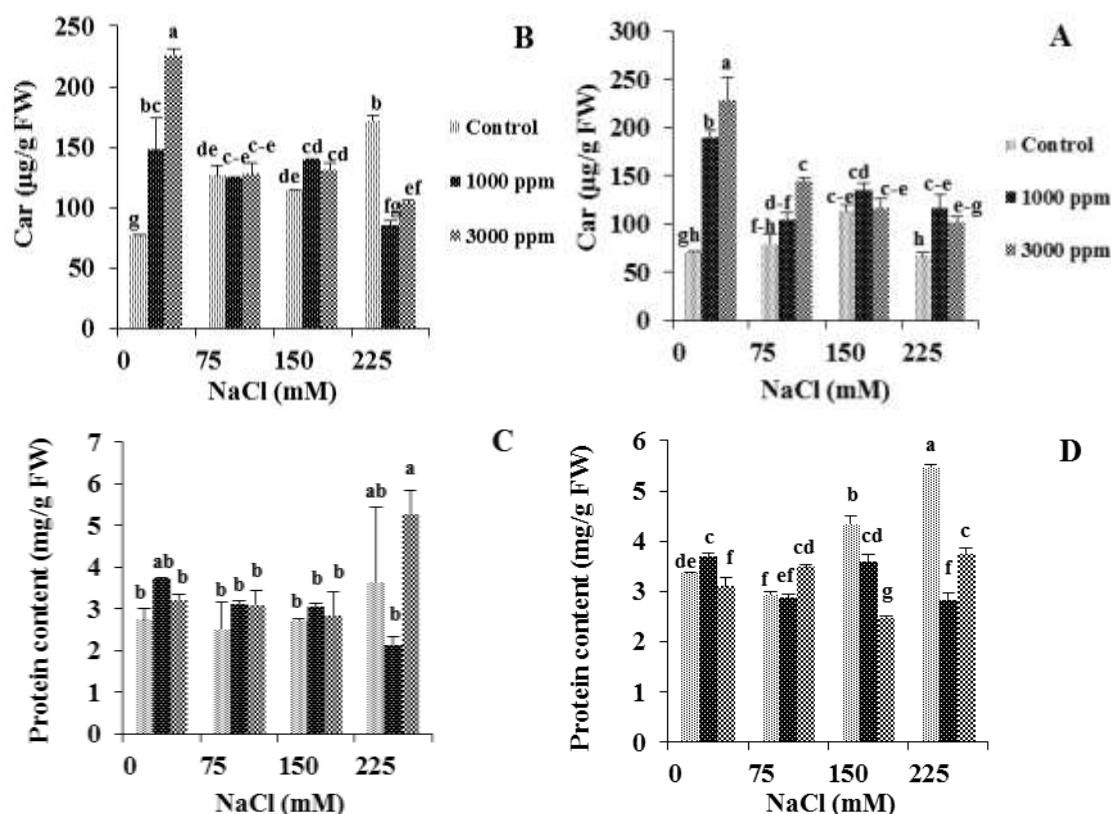 B
Car (µg/g FW)
250
200
150
100
50
0
g
bc
a
de
c-e
c-e
de
cd
cd
b
fg
ef
0
75
150
225
NaCl (mM)
Control
1000 ppm
3000 ppm
A
Car (µg/g FW)
300
250
200
150
100
50
0
gh
b
a
f-h
d-f
c
c-e
cd
c-e
h
c-e
e-g
0
75
150
225
NaCl (mM)
Control
1000 ppm
3000 ppm
C
Protein content (mg/g FW)
7
6
5
4
3
2
1
0
b
ab
b
b
b
b
b
b
b
ab
b
a
0
75
150
225
NaCl (mM)
D
Protein content (mg/g FW)
6
5
4
3
2
1
0
de
c
f
f
ef
cd
b
cd
g
a
f
c
0
75
150
225
NaCl (mM)